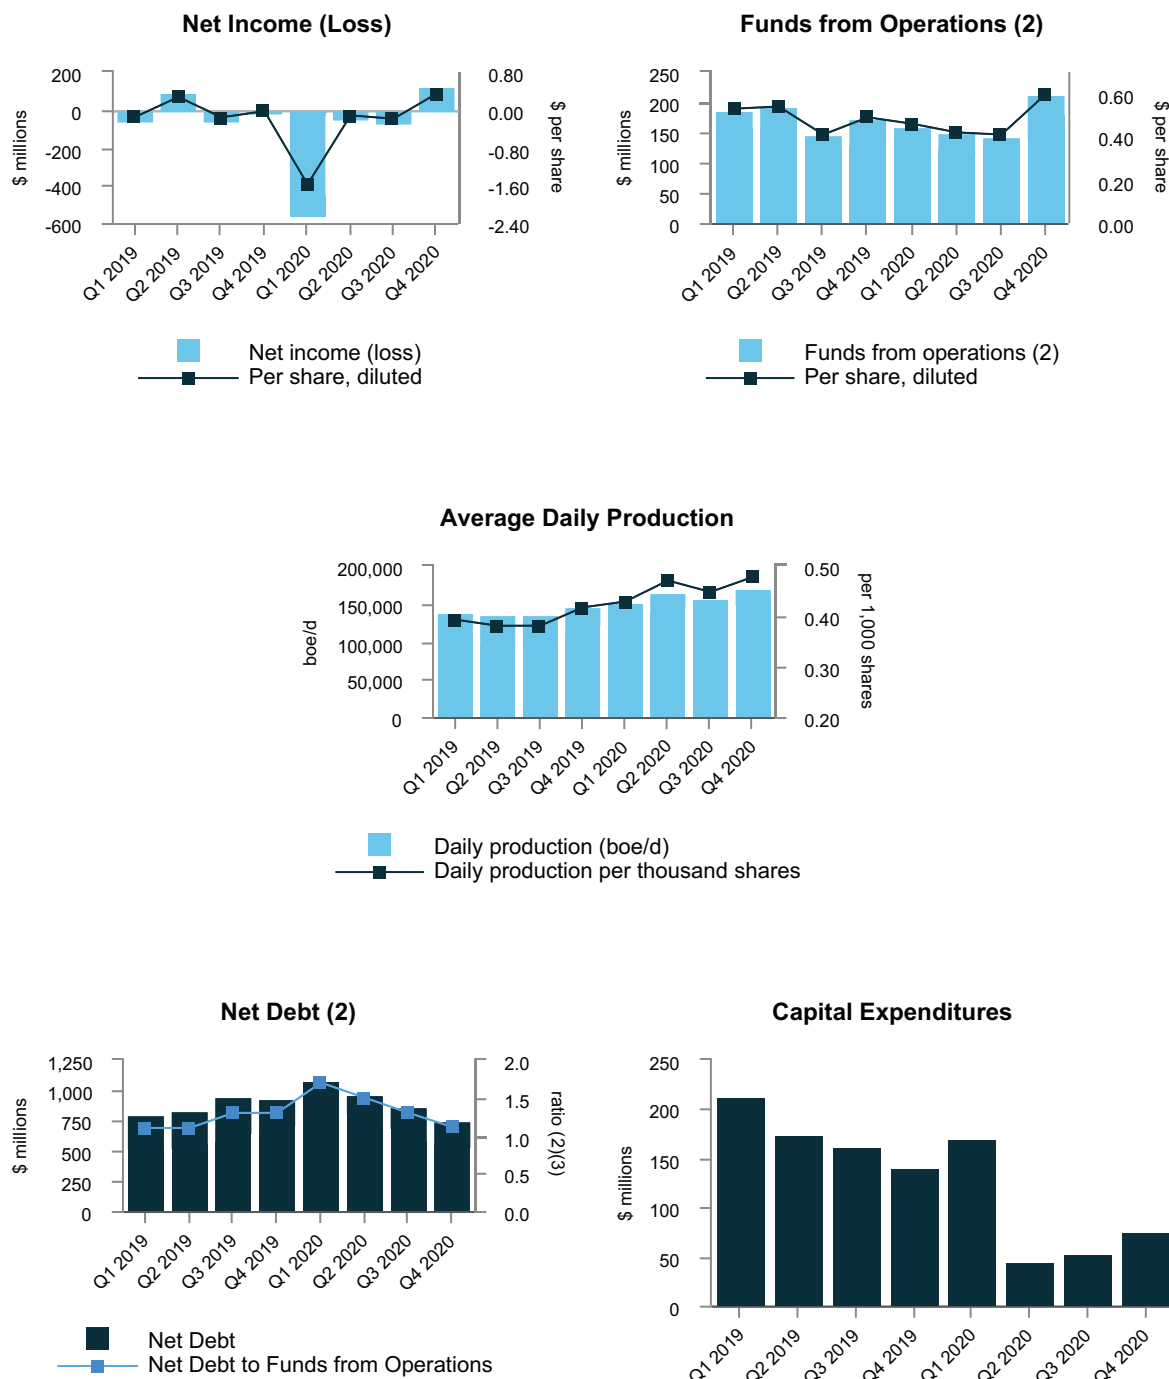 Net Income (Loss)
200
0
-200
-400
-600
$ millions
0.80
0.00
-0.80
-1.60
-2.40
$ per share
Q1 2019
Q2 2019
Q3 2019
Q4 2019
Q1 2020
Q2 2020
Q3 2020
Q4 2020
Net income (loss)
Per share, diluted
Funds from Operations (2)
250
200
150
100
50
0
$ millions
0.60
0.40
0.20
0.00
$ per share
Q1 2019
Q2 2019
Q3 2019
Q4 2019
Q1 2020
Q2 2020
Q3 2020
Q4 2020
Funds from operations (2)
Per share, diluted
Average Daily Production
200,000
150,000
100,000
50,000
0
boe/d
0.50
0.40
0.30
0.20
per 1,000 shares
Q1 2019
Q2 2019
Q3 2019
Q4 2019
Q1 2020
Q2 2020
Q3 2020
Q4 2020
Daily production (boe/d)
Daily production per thousand shares
Net Debt (2)
1,250
1,000
750
500
250
0
$ millions
2.0
1.5
1.0
0.5
0.0
ratio (2)(3)
Q1 2019
Q2 2019
Q3 2019
Q4 2019
Q1 2020
Q2 2020
Q3 2020
Q4 2020
Net Debt
Net Debt to Funds from Operations
Capital Expenditures
250
200
150
100
50
0
$ millions
Q1 2019
Q2 2019
Q3 2019
Q4 2019
Q1 2020
Q2 2020
Q3 2020
Q4 2020